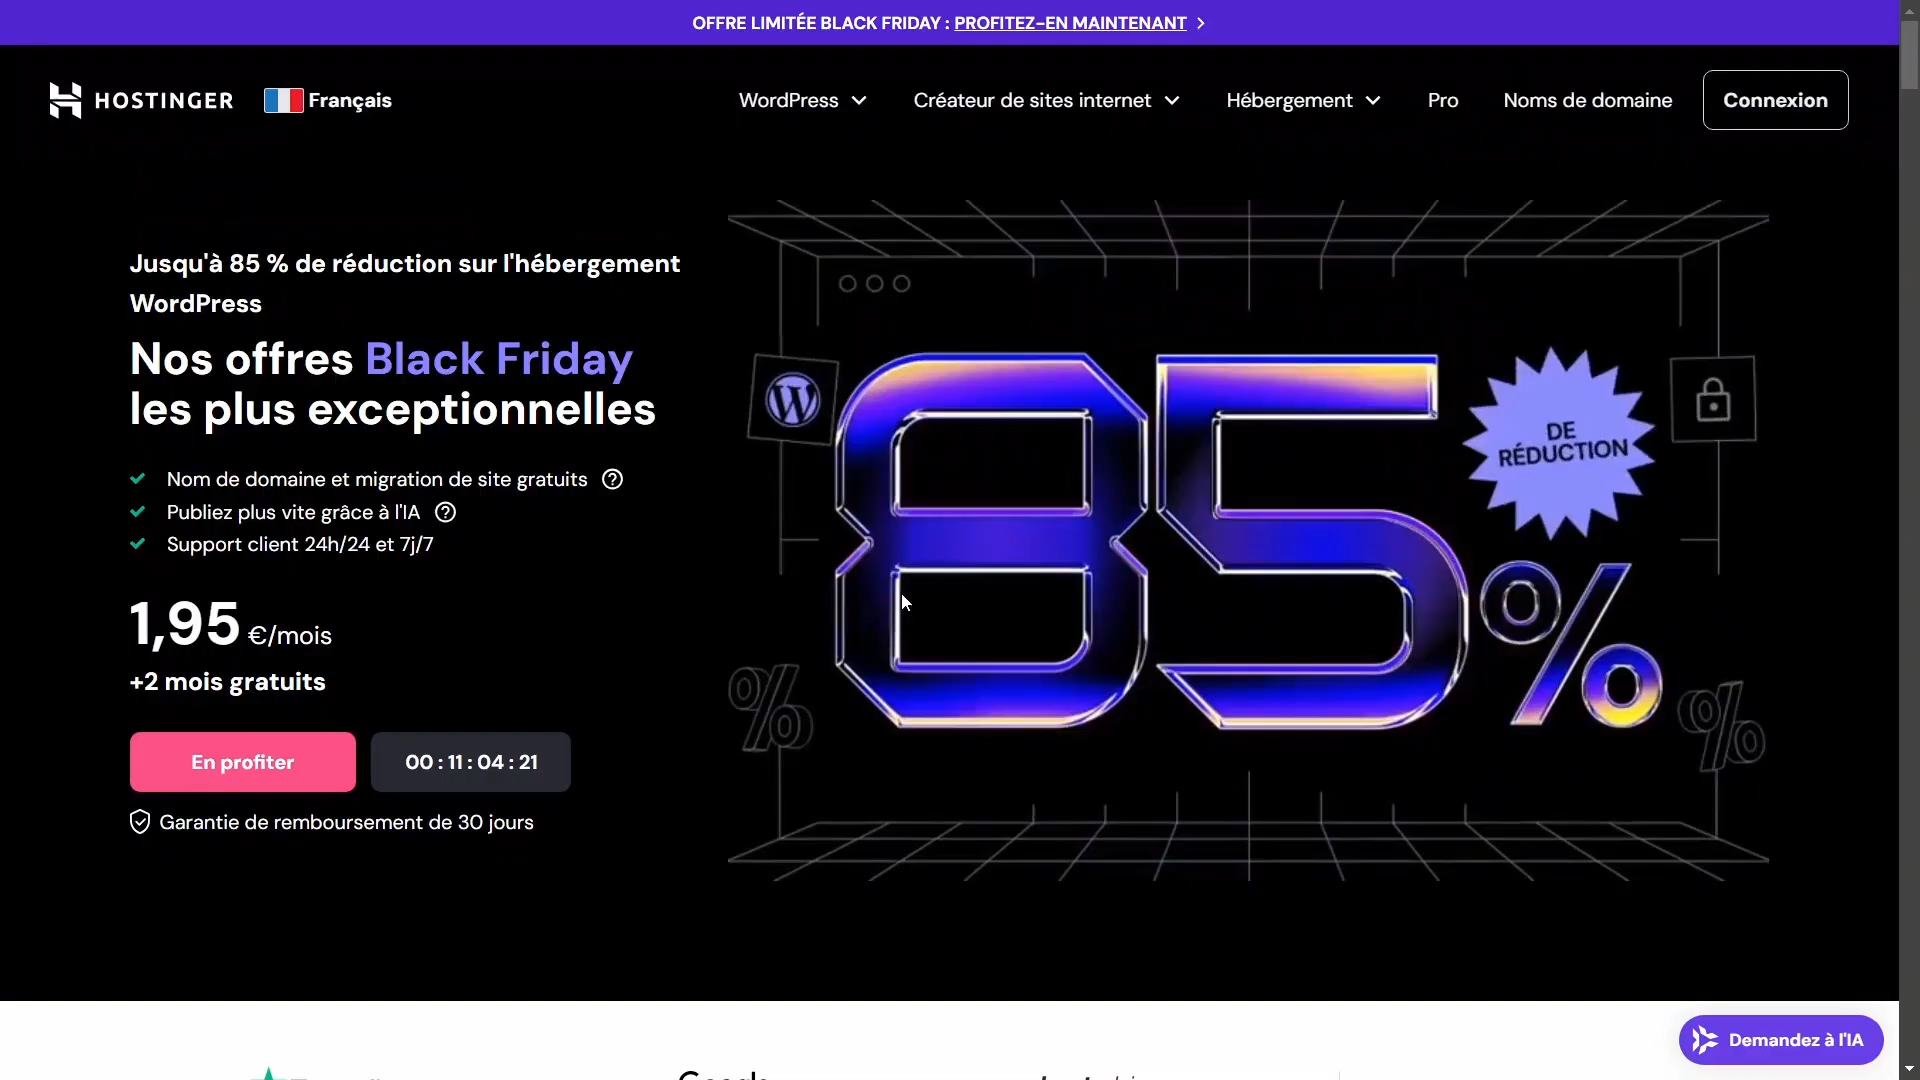 OFFRE LIMITÉE BLACK FRIDAY : PROFITEZ-EN MAINTENANT
HOSTINGER
Français
WordPress
Créateur de sites internet
Hébergement
Pro
Noms de domaine
Connexion
Jusqu'à 85 % de réduction sur l'hébergement
WordPress
Nos offres Black Friday
les plus exceptionnelles
Nom de domaine et migration de site gratuits
Publiez plus vite grâce à l'IA
Support client 24h/24 et 7j/7
1,95 €/mois
+2 mois gratuits
En profiter
00 : 11 : 04 : 21
Garantie de remboursement de 30 jours
85%
DE
RÉDUCTION
%
%
Demandez à l'IA